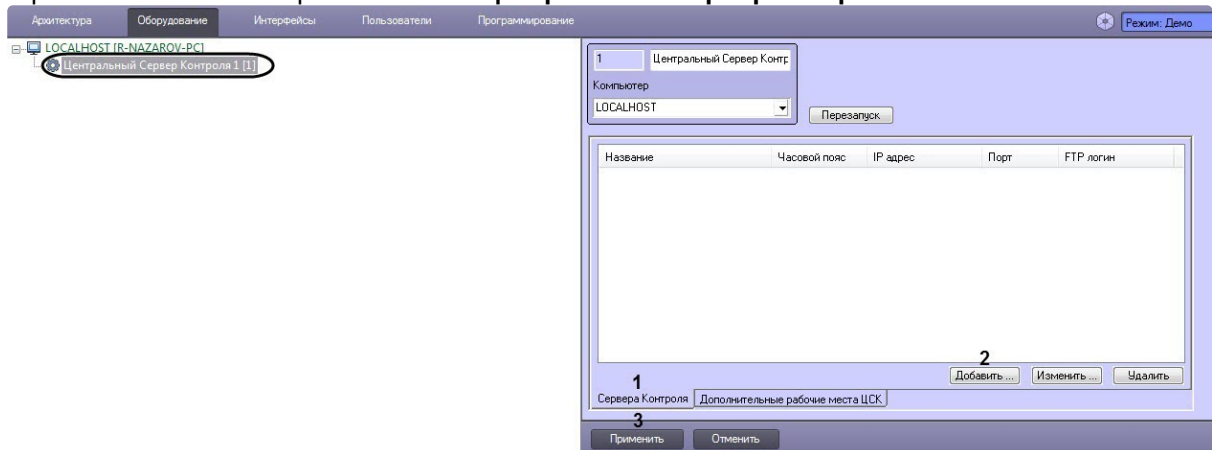 Архитектура Оборудование Интерфейсы Пользователи Программирование Режим: Демо
LOCALHOST [R-NAZAROV-PC]
Центральный Сервер Контроля 1 [1]
1 Центральный Сервер Контр
Компьютер
LOCALHOST
Перезапуск
Название Часовой пояс IP адрес Порт FTP логин
2
Добавить ... Изменить ... Удалить
1
Сервера Контроля Дополнительные рабочие места ЦСК
3
Применить Отменить